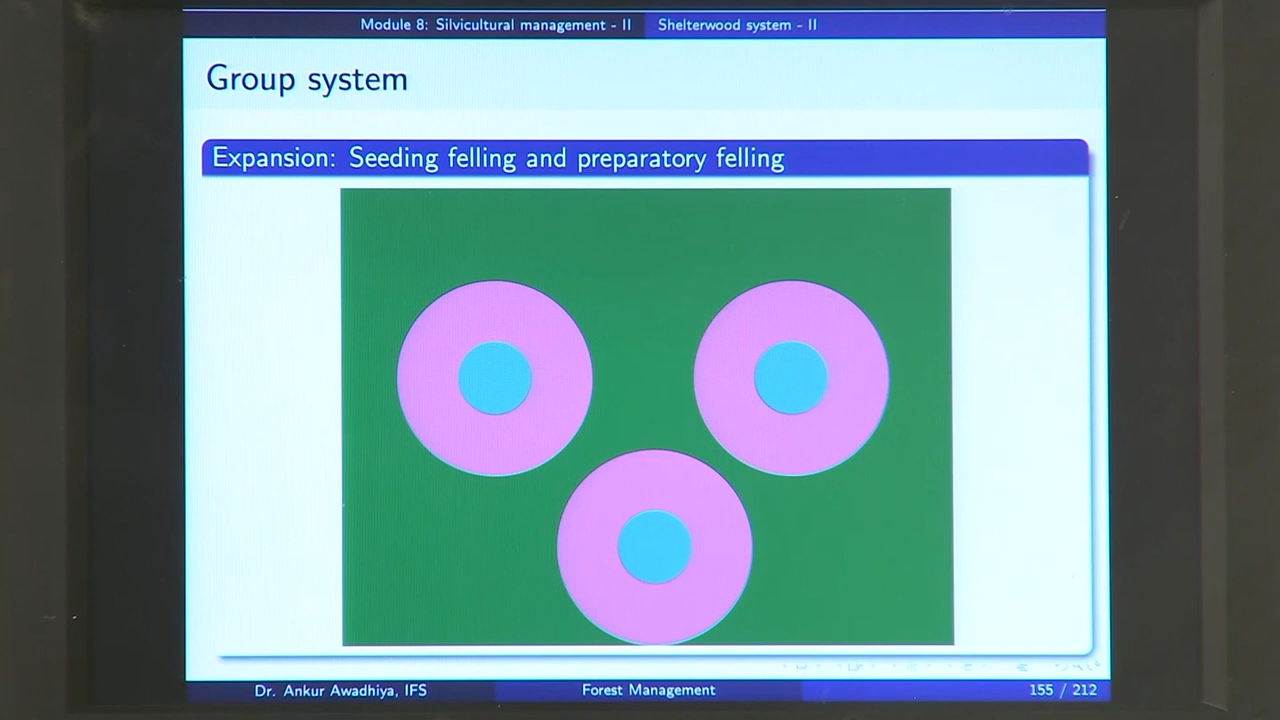 Module 8: Silvicultural management - II Shelterwood system - II
Group system
Expansion: Seeding felling and preparatory felling
Dr. Ankur Awadhiya, IFS Forest Management 155 / 212